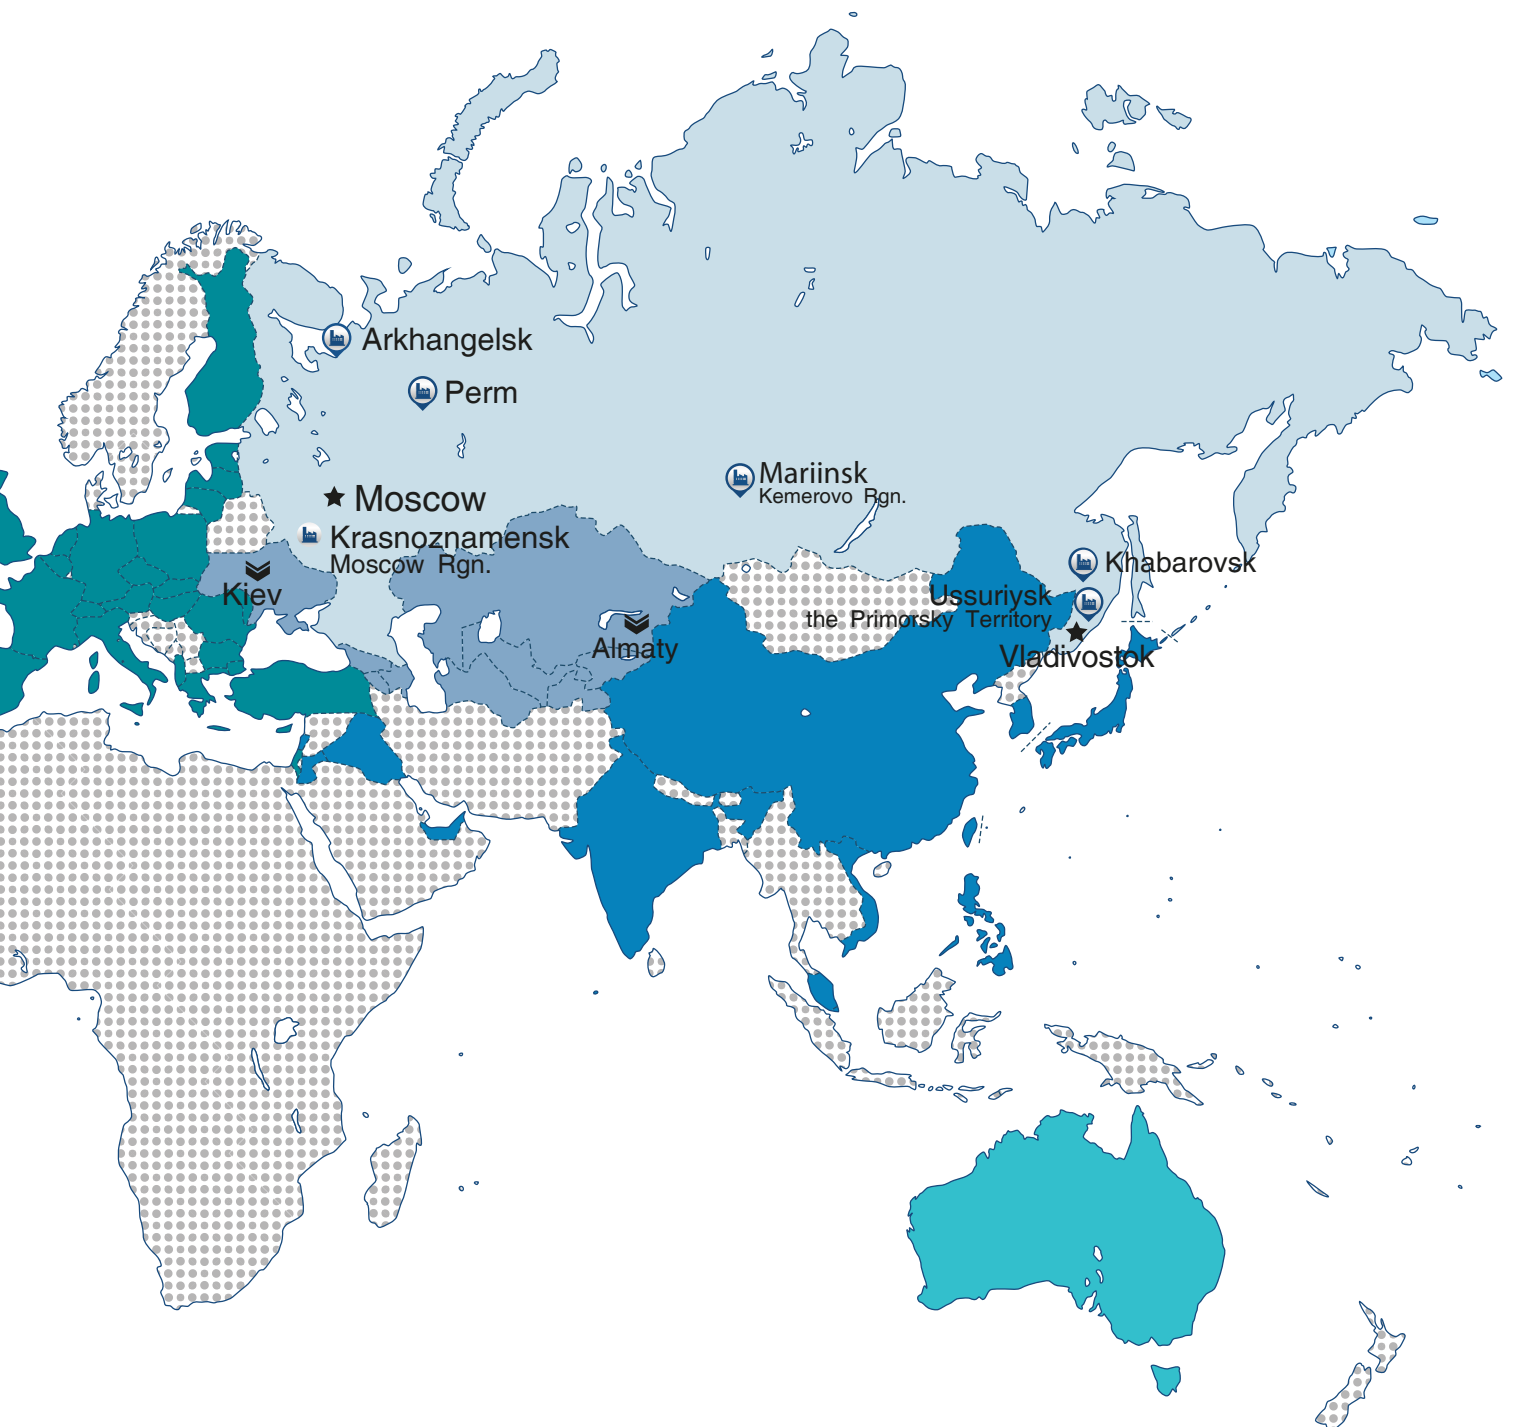 Arkhangelsk
Perm
Mariinsk
Kemerovo Rgn.
Moscow
Krasnoznamensk
Moscow Rgn.
Khabarovsk
Kiev
Ussuriysk
the Primorsky Territory
Almaty
Vladivostok